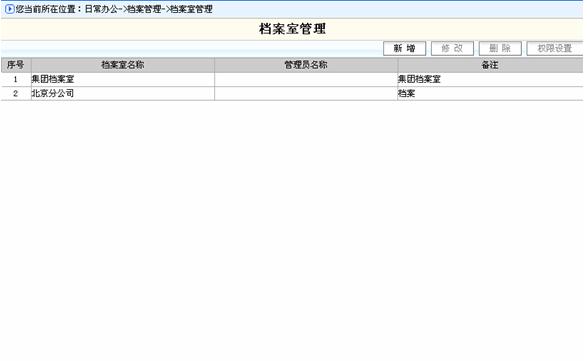 您当前所在位置：日常办公->档案管理->档案室管理
档案室管理
新 增 修 改 删 除 权限设置
序号 档案室名称 管理员名称 备注
1 集团档案室 集团档案室
2 北京分公司 档案